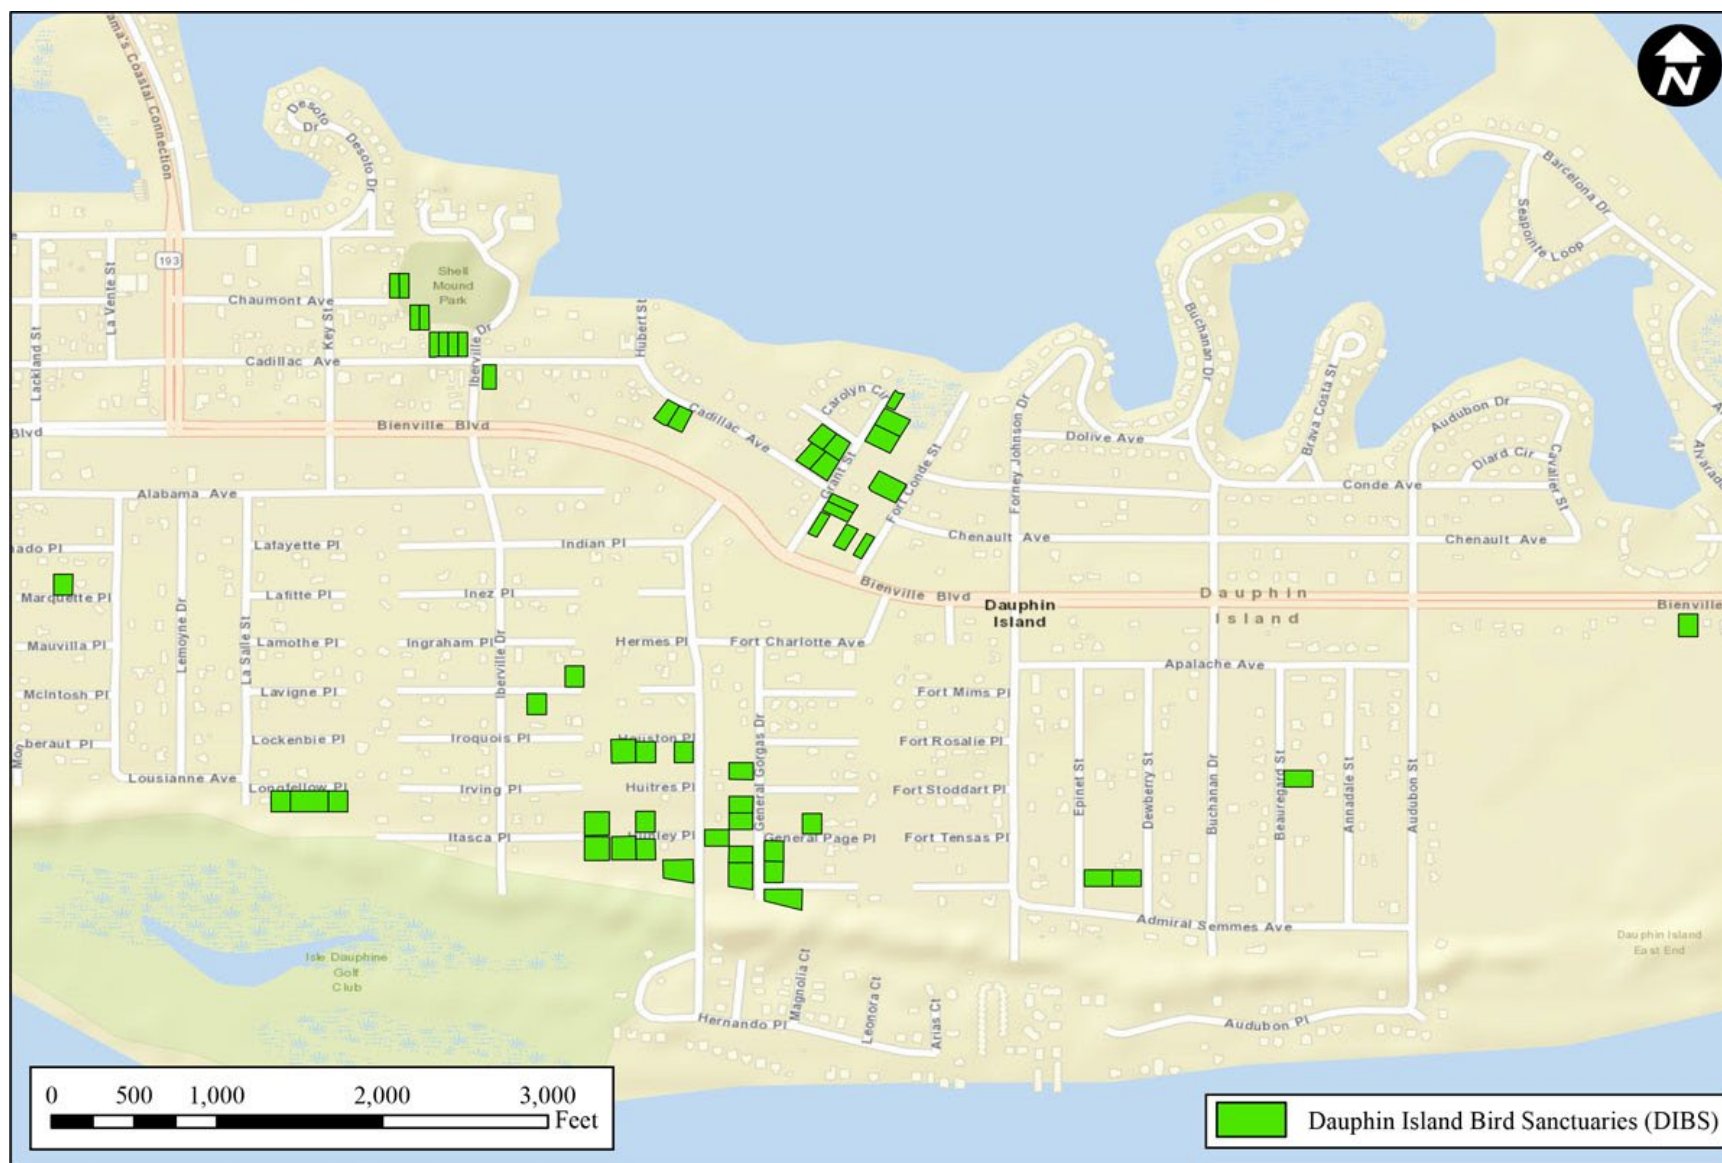 ama's Coastal Connection
N
Desoto
Dr
Desoto Dr
Barcelona Dr
Seapointe Loop
193
Shell
Mound
Park
La Vente St
Chaumont Ave
Key St
Lackland St
Iberville Dr
Hubert St
Buchanan Dr
Cadillac Ave
Brava Costa St
Carolyn Cir
Cadillac Ave
Audubon Dr
Forney Johnson Dr
Dolive Ave
Blvd
Bienville Blvd
Diard Cir
Cavalier St
Grant St
Fort Conde St
Conde Ave
Alabama Ave
Chenault Ave
Chenault Ave
nado Pl
Lafayette Pl
Indian Pl
Bienville Blvd
Dauphin
Island
Dauphin
Island
Bienville
Marquette Pl
Lafitte Pl
Inez Pl
Lemoyne Dr
La Salle St
Mauvilla Pl
Lamothe Pl
Ingraham Pl
Iberville Dr
Hermes Pl
Fort Charlotte Ave
Apalache Ave
McIntosh Pl
Lavigne Pl
Fort Mims Pl
beraut Pl
Lockenbie Pl
Iroquois Pl
Houston Pl
General Gorgas Dr
Fort Rosalie Pl
Lousianne Ave
Longfellow Pl
Irving Pl
Huitres Pl
Fort Stoddart Pl
Epinet St
Dewberry St
Buchanan Dr
Beauregard St
Annadale St
Audubon St
Itasca Pl
General Page Pl
Fort Tensas Pl
Admiral Semmes Ave
Dauphin Island
East End
Isle Dauphine
Golf
Club
Magnolia Ct
Leonora Ct
Arias Ct
Hernando Pl
Audubon Pl
0 500 1,000 2,000 3,000
Feet
Dauphin Island Bird Sanctuaries (DIBS)